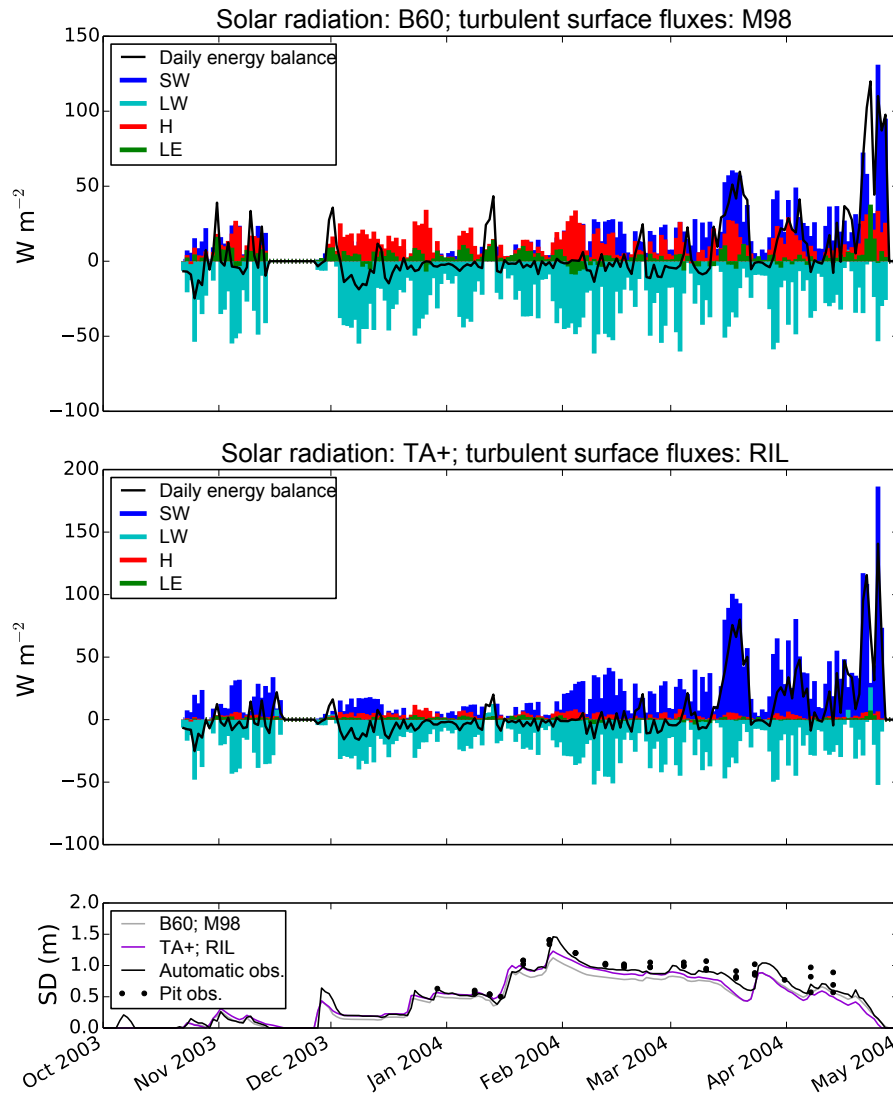 Solar radiation: B60; turbulent surface fluxes: M98
150
100
50
0
−50
−100
W m⁻²
Daily energy balance
SW
LW
H
LE
Solar radiation: TA+; turbulent surface fluxes: RIL
200
150
100
50
0
−50
−100
W m⁻²
Daily energy balance
SW
LW
H
LE
2.0
1.5
1.0
0.5
0.0
SD (m)
B60; M98
TA+; RIL
Automatic obs.
Pit obs.
Oct 2003
Nov 2003
Dec 2003
Jan 2004
Feb 2004
Mar 2004
Apr 2004
May 2004